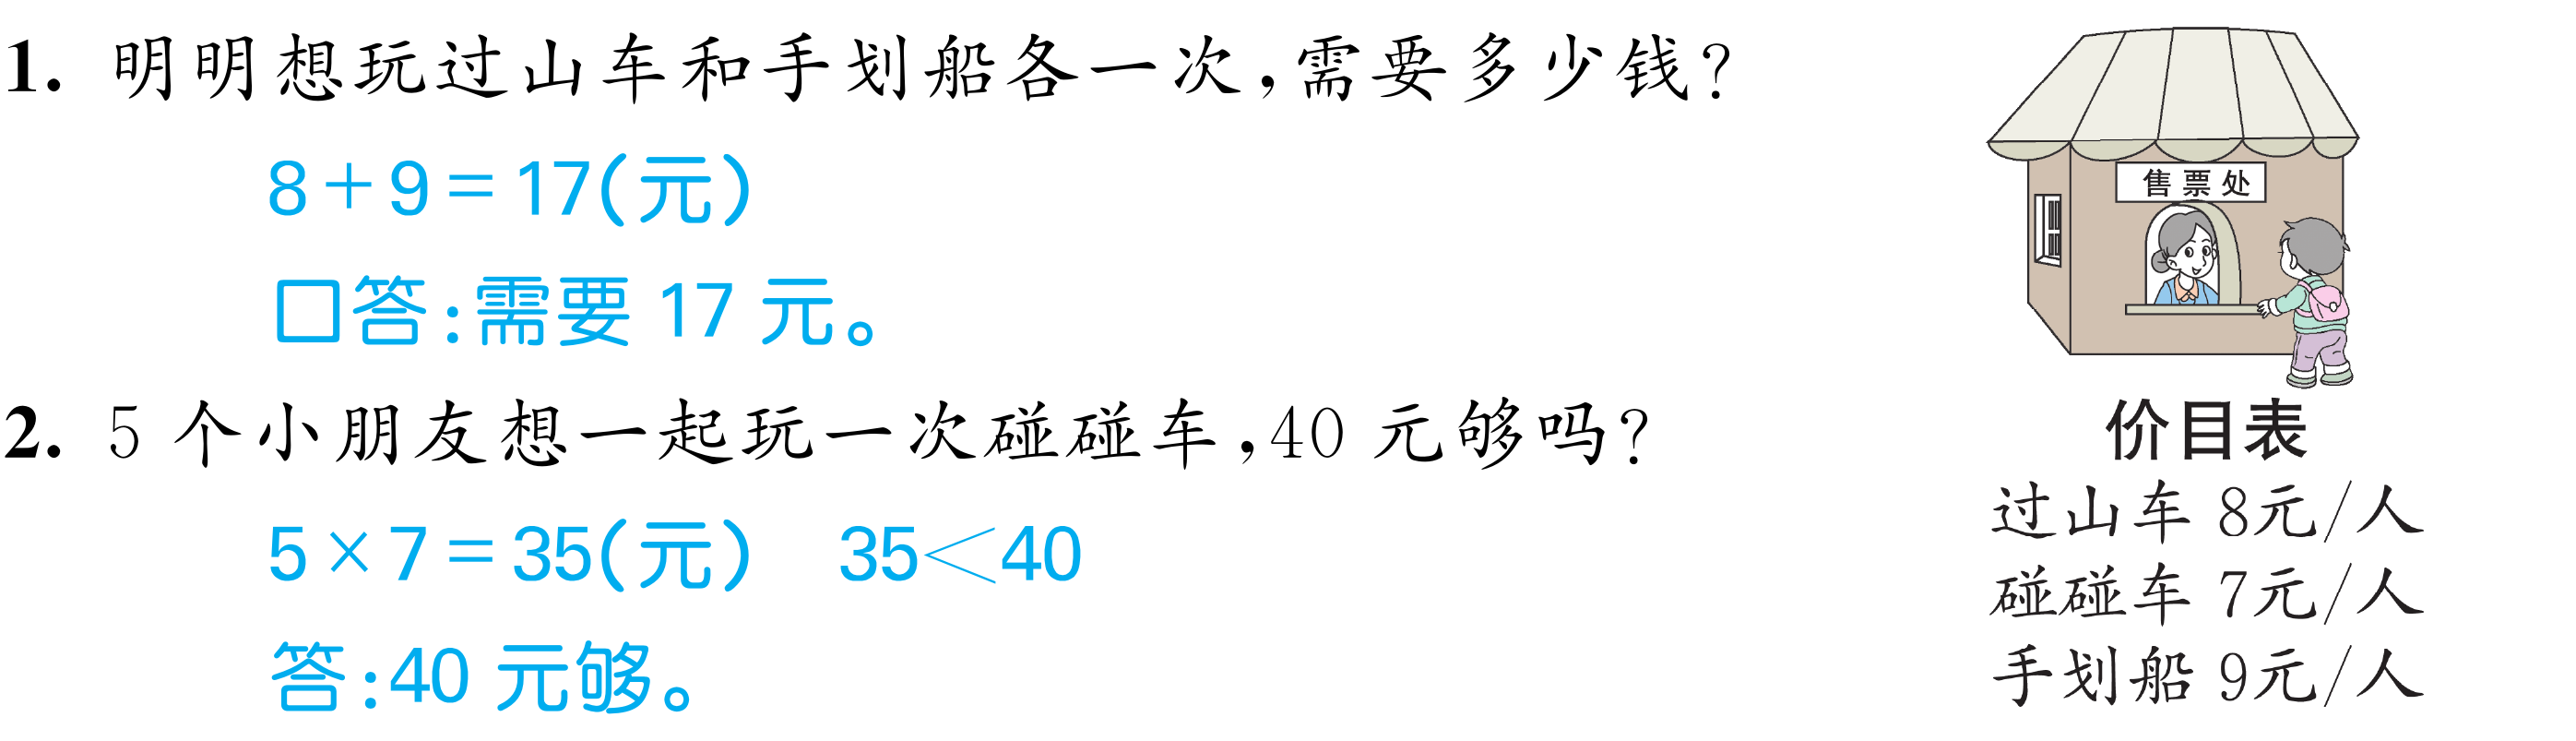 1. 明明想玩过山车和手划船各一次,需要多少钱?
8+9=17(元)
口答:需要 17 元。
2. 5 个小朋友想一起玩一次碰碰车,40 元够吗?
5×7=35(元) 35<40
答:40 元够。
售票处
价目表
过山车 8元/人
碰碰车 7元/人
手划船 9元/人